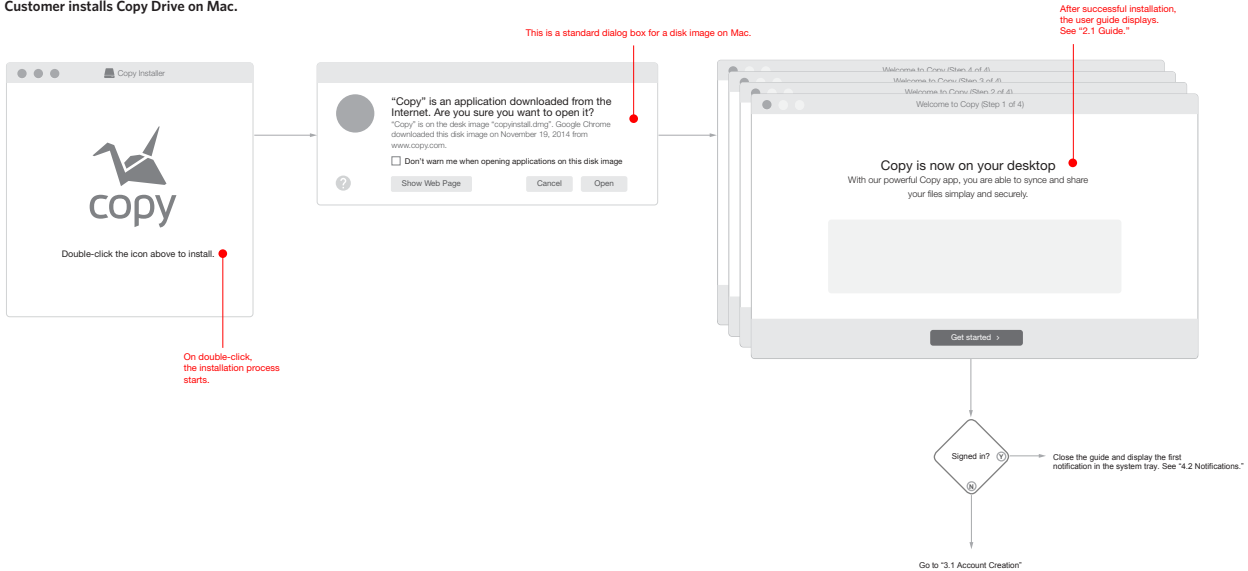 Customer installs Copy Drive on Mac.
After successful installation,
the user guide displays.
See “2.1 Guide.”
This is a standard dialog box for a disk image on Mac.
Copy Installer
copy
Double-click the icon above to install.
On double-click,
the installation process
starts.
“Copy” is an application downloaded from the
Internet. Are you sure you want to open it?
“Copy” is on the desk image “copyinstall.dmg”. Google Chrome
downloaded this disk image on November 19, 2014 from
www.copy.com.
Don’t warn me when opening applications on this disk image
?
Show Web Page
Cancel
Open
Welcome to Copy (Step 4 of 4)
Welcome to Copy (Step 3 of 4)
Welcome to Copy (Step 2 of 4)
Welcome to Copy (Step 1 of 4)
Copy is now on your desktop
With our powerful Copy app, you are able to synce and share
your files simplay and securely.
Get started ›
Signed in?
Y
N
Close the guide and display the first
notification in the system tray. See “4.2 Notifications.”
Go to “3.1 Account Creation”